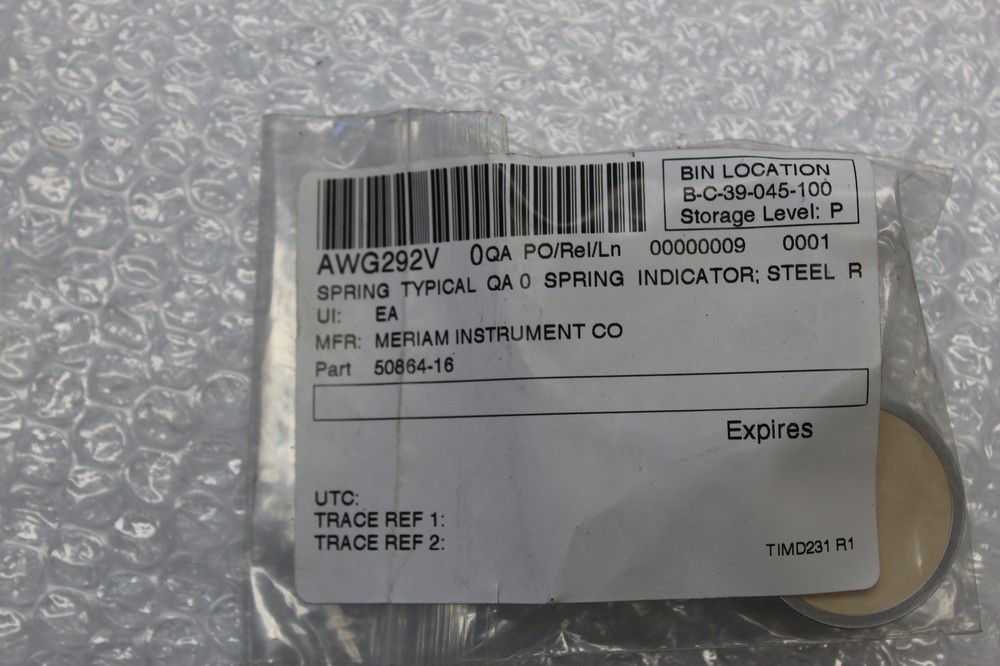 BIN LOCATION
B-C-39-045-100
Storage Level: P
AWG292V 0QA PO/Rel/Ln 00000009 0001
SPRING TYPICAL QA 0 SPRING INDICATOR; STEEL R
UI: EA
MFR: MERIAM INSTRUMENT CO
Part 50864-16
Expires
UTC:
TRACE REF 1:
TRACE REF 2:
TIMD231 R1